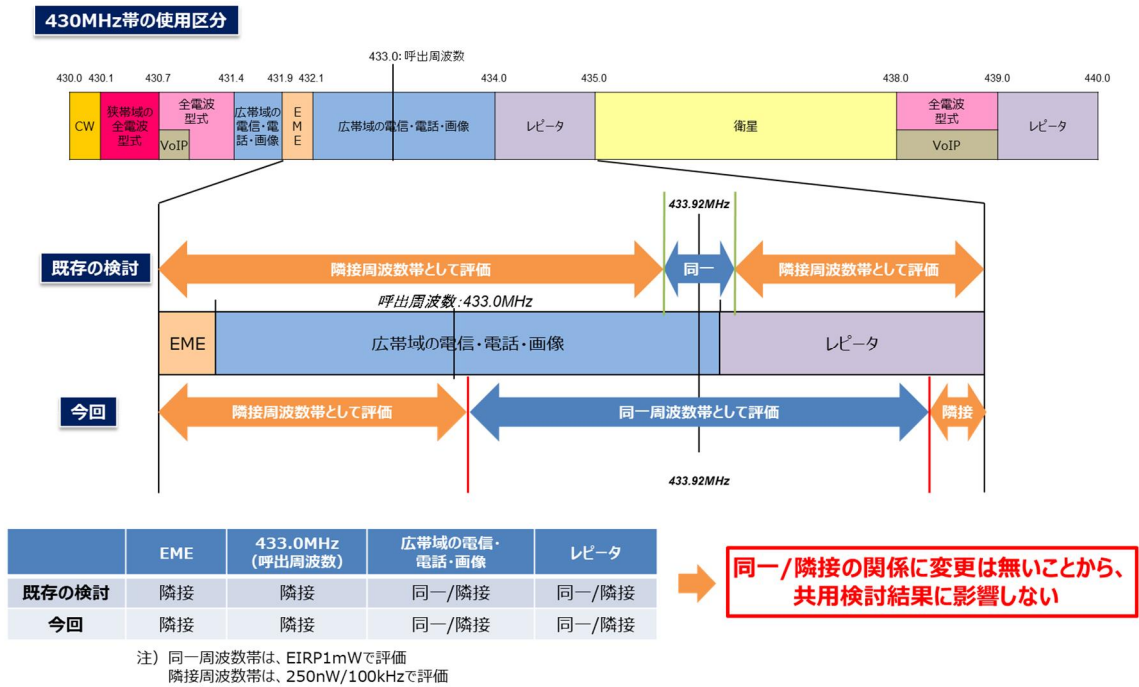 430MHz帯の使用区分
433.0:呼出周波数
430.0 430.1 430.7 431.4 431.9 432.1 434.0 435.0 438.0 439.0 440.0
CW
狭帯域の
全電波
型式
全電波
型式
VoIP
広帯域の
電信・電
話・画像
E
M
E
広帯域の電信・電話・画像
レピータ
衛星
全電波
型式
VoIP
レピータ
433.92MHz
既存の検討
隣接周波数帯として評価
同一
隣接周波数帯として評価
呼出周波数:433.0MHz
EME
広帯域の電信・電話・画像
レピータ
今回
隣接周波数帯として評価
同一周波数帯として評価
隣接
433.92MHz
EME
433.0MHz
(呼出周波数)
広帯域の電信・
電話・画像
レピータ
既存の検討 隣接 隣接 同一/隣接 同一/隣接
今回 隣接 隣接 同一/隣接 同一/隣接
同一/隣接の関係に変更は無いことから、
共用検討結果に影響しない
注）同一周波数帯は、EIRP1mWで評価
隣接周波数帯は、250nW/100kHzで評価